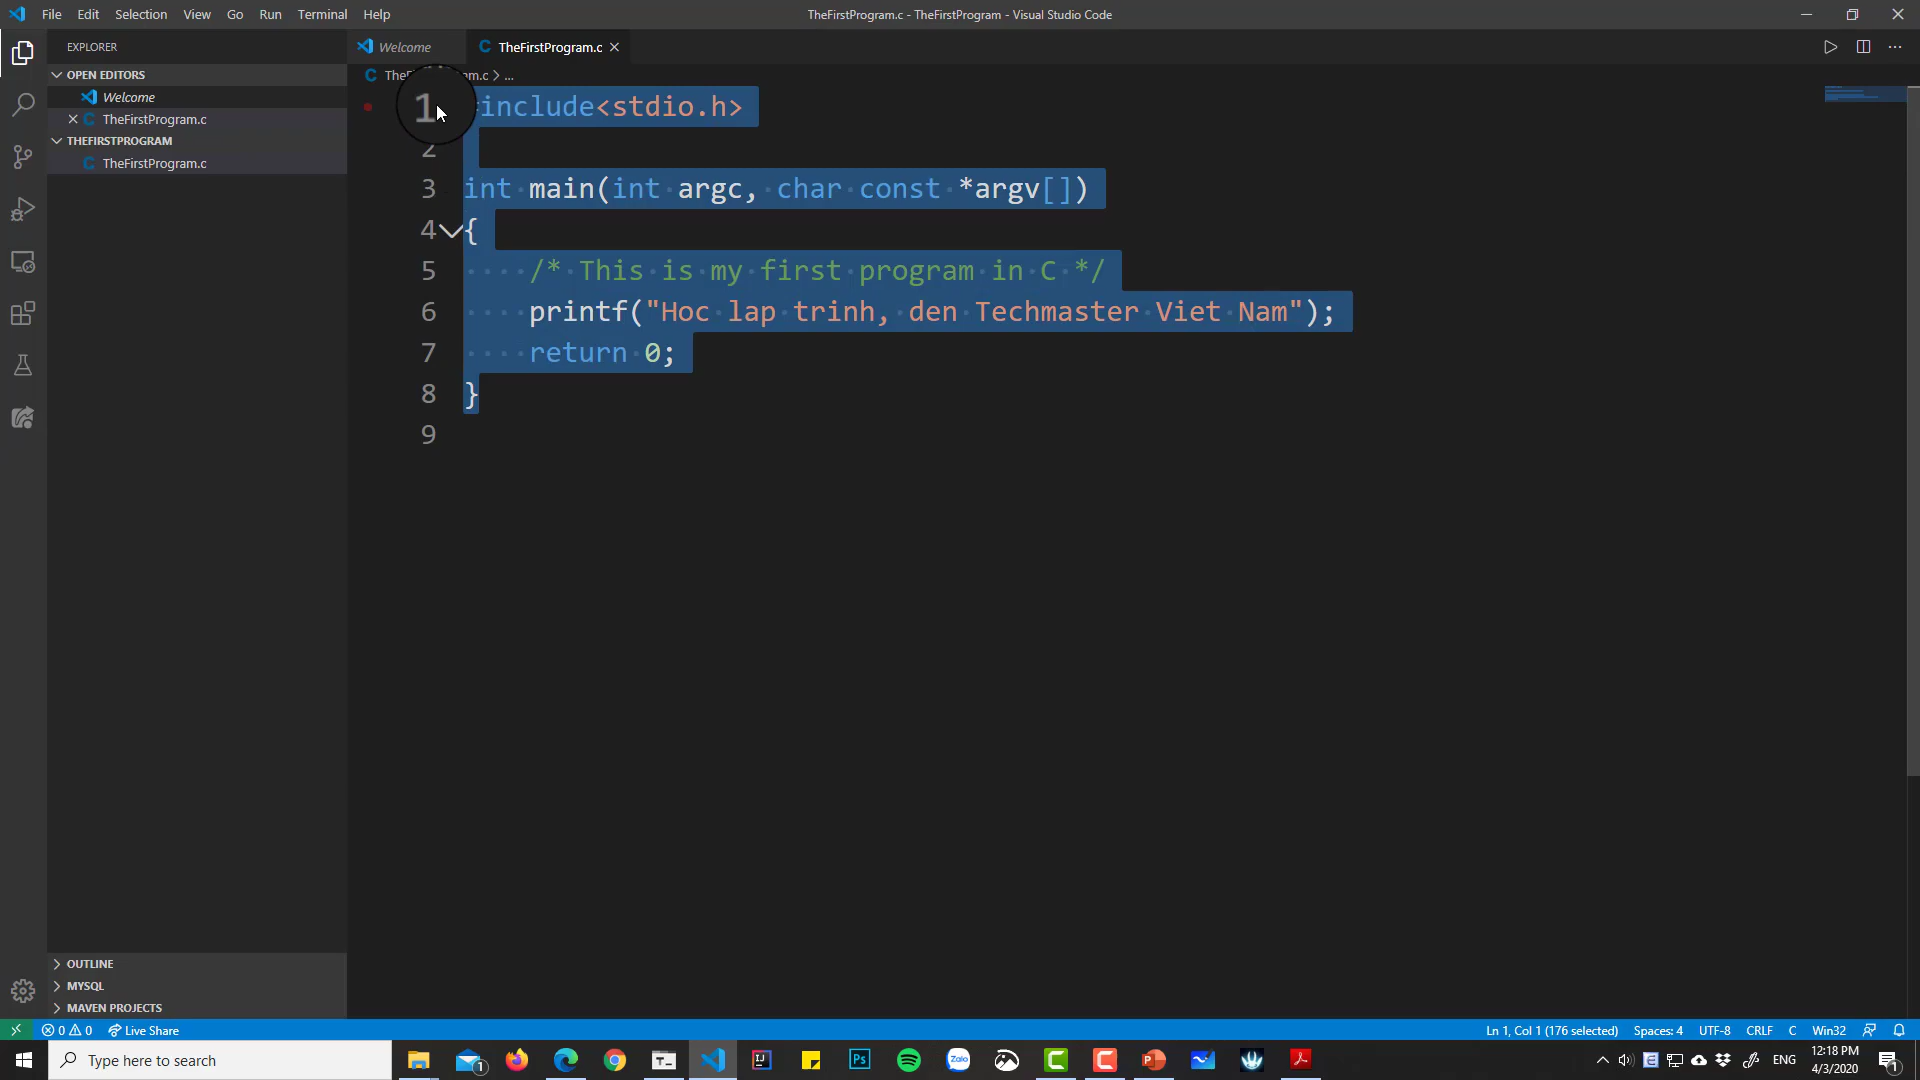 File Edit Selection View Go Run Terminal Help
TheFirstProgram.c - TheFirstProgram - Visual Studio Code
EXPLORER
OPEN EDITORS
Welcome
TheFirstProgram.c
THEFIRSTPROGRAM
TheFirstProgram.c
OUTLINE
MYSQL
MAVEN PROJECTS
Welcome
TheFirstProgram.c
...
1 #include<stdio.h>
2
3 int main(int argc, char const *argv[])
4 {
5 /* This is my first program in C */
6 printf("Hoc lap trinh, den Techmaster Viet Nam");
7 return 0;
8 }
9
0 0 Live Share
Ln 1, Col 1 (176 selected) Spaces: 4 UTF-8 CRLF C Win32
Type here to search
ENG
12:18 PM
4/3/2020